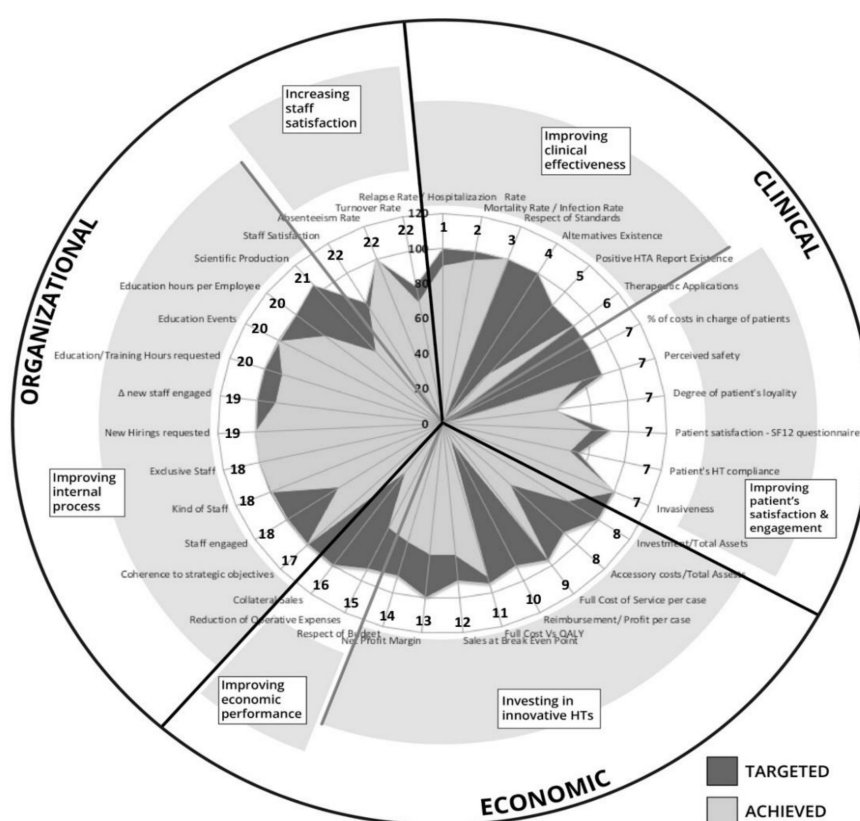 Increasing
staff
satisfaction
Improving
clinical
effectiveness
CLINICAL
ORGANIZATIONAL
Relapse Rate / Hospitalizazion Rate
Turnover Rate
Mortality Rate / Infection Rate
Absenteeism Rate
Respect of Standards
Staff Satisfaction
Alternatives Existence
Scientific Production
Positive HTA Report Existence
Education hours per Employee
Therapeutic Applications
Education Events
% of costs in charge of patients
Education/Training Hours requested
Perceived safety
Δ new staff engaged
Degree of patient's loyality
New Hirings requested
Patient satisfaction - SF12 questionnaire
Exclusive Staff
Patient's HT compliance
Kind of Staff
Invasiveness
Staff engaged
Investment/Total Assets
Coherence to strategic objectives
Accessory costs/Total Assests
Collateral Sales
Full Cost of Service per case
Reduction of Operative Expenses
Reimbursement/ Profit per case
Respect of Budget
Full Cost Vs QALY
Net Profit Margin
Sales at Break Even Point
120
100
80
60
40
20
0
1
2
3
4
5
6
7
7
7
7
7
7
8
8
9
10
11
12
13
14
15
16
17
18
18
18
19
19
20
20
20
21
22
22
22
Improving
internal
process
Improving
patient's
satisfaction &
engagement
Improving
economic
performance
Investing in
innovative HTs
ECONOMIC
TARGETED
ACHIEVED